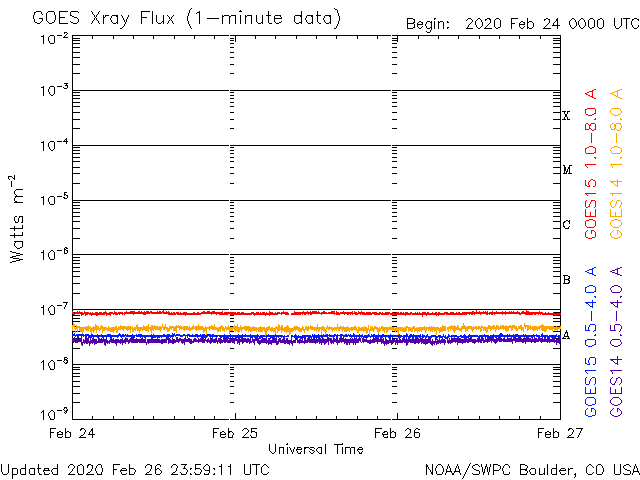 GOES Xray Flux (1-minute data)
Begin: 2020 Feb 24 0000 UTC
10-2
10-3
10-4
10-5
10-6
10-7
10-8
10-9
Watts m-2
X
M
C
B
A
GOES15 1.0-8.0 A
GOES14 1.0-8.0 A
GOES15 0.5-4.0 A
GOES14 0.5-4.0 A
Feb 24
Feb 25
Feb 26
Feb 27
Universal Time
Updated 2020 Feb 26 23:59:11 UTC
NOAA/SWPC Boulder, CO USA